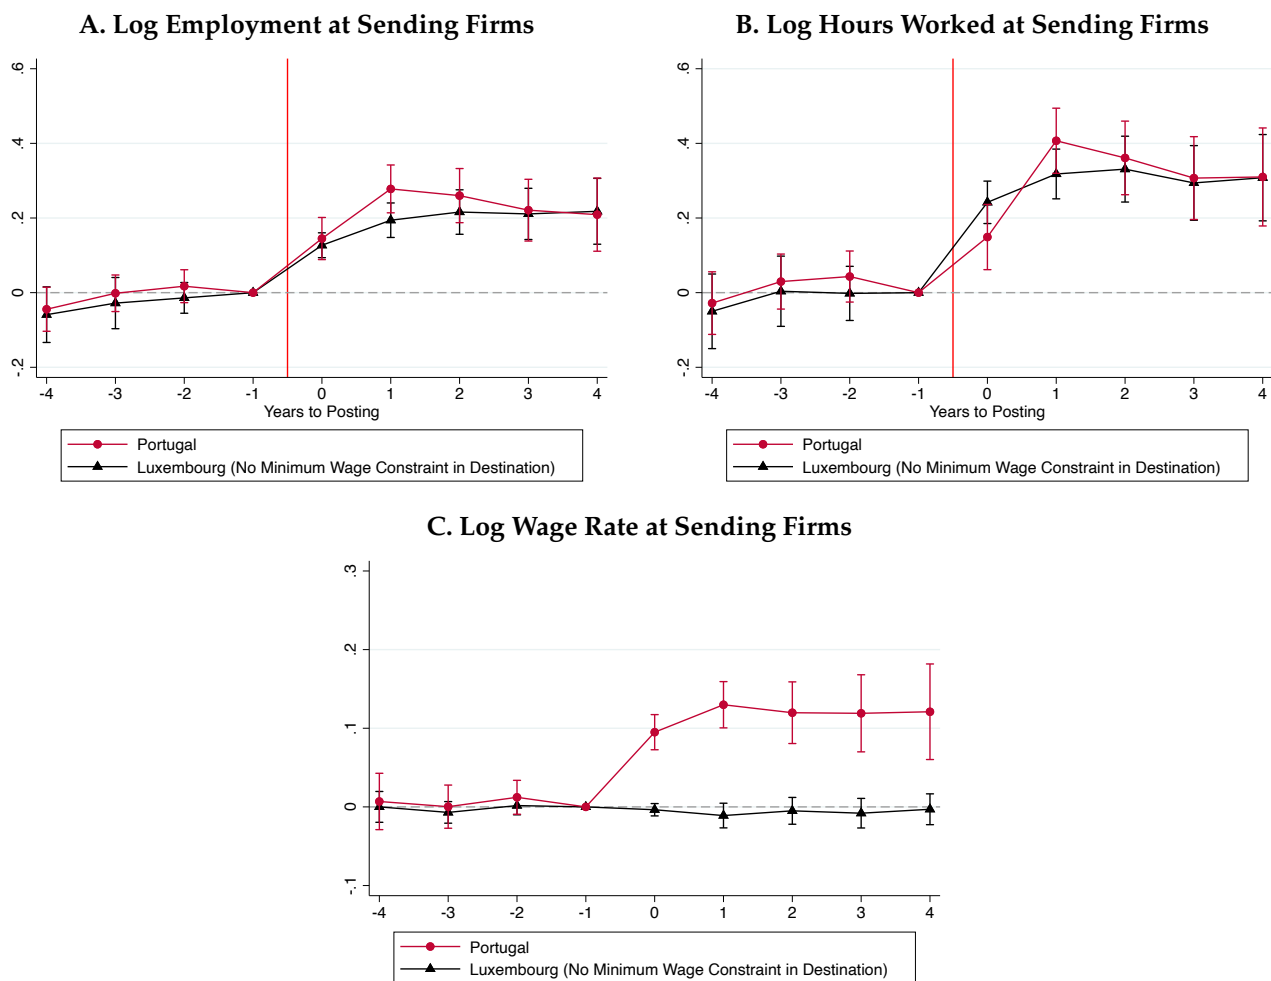 A. Log Employment at Sending Firms
.6
.4
.2
0
-.2
-4 -3 -2 -1 0 1 2 3 4
Years to Posting
Portugal
Luxembourg (No Minimum Wage Constraint in Destination)
B. Log Hours Worked at Sending Firms
.6
.4
.2
0
-.2
-4 -3 -2 -1 0 1 2 3 4
Years to Posting
Portugal
Luxembourg (No Minimum Wage Constraint in Destination)
C. Log Wage Rate at Sending Firms
.3
.2
.1
0
-.1
-4 -3 -2 -1 0 1 2 3 4
Portugal
Luxembourg (No Minimum Wage Constraint in Destination)